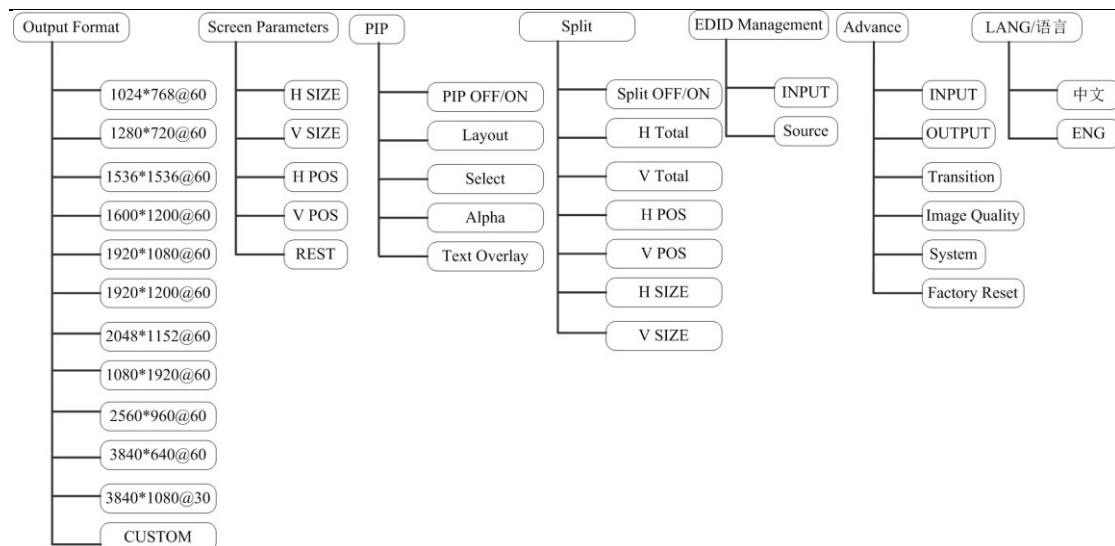 Output Format
1024*768@60
1280*720@60
1536*1536@60
1600*1200@60
1920*1080@60
1920*1200@60
2048*1152@60
1080*1920@60
2560*960@60
3840*640@60
3840*1080@30
CUSTOM
Screen Parameters
H SIZE
V SIZE
H POS
V POS
REST
PIP
PIP OFF/ON
Layout
Select
Alpha
Text Overlay
Split
Split OFF/ON
H Total
V Total
H POS
V POS
H SIZE
V SIZE
EDID Management
INPUT
Source
Advance
INPUT
OUTPUT
Transition
Image Quality
System
Factory Reset
LANG/语言
中文
ENG